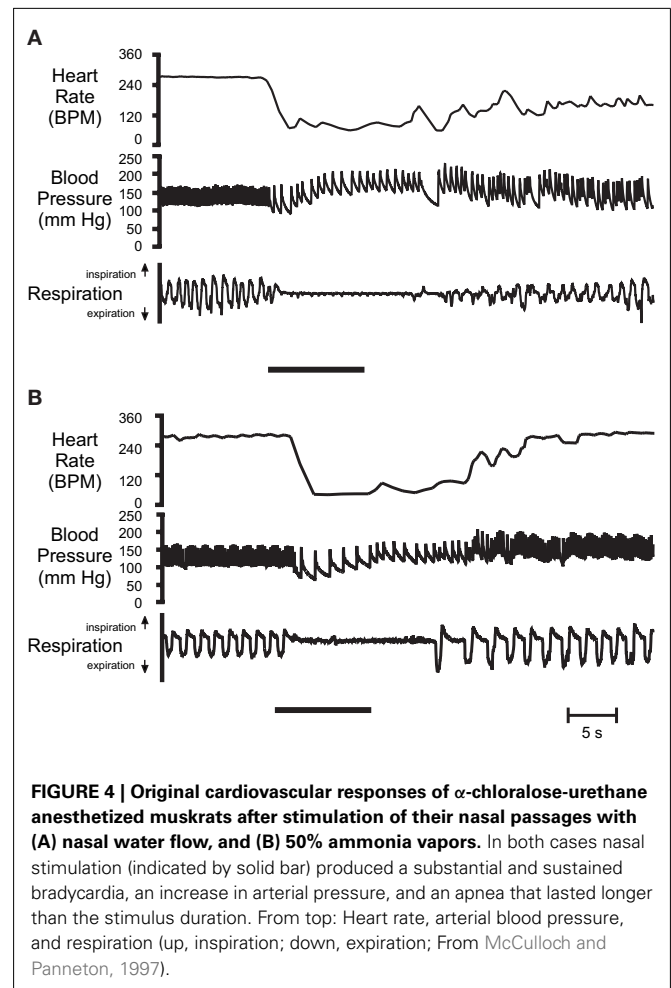 A
Heart
Rate
(BPM)
360
240
120
0
Blood
Pressure
(mm Hg)
250
200
150
100
50
0
inspiration
Respiration
expiration
B
Heart
Rate
(BPM)
360
240
120
0
Blood
Pressure
(mm Hg)
250
200
150
100
50
0
inspiration
Respiration
expiration
5 s
FIGURE 4 | Original cardiovascular responses of α-chloralose-urethane
anesthetized muskrats after stimulation of their nasal passages with
(A) nasal water flow, and (B) 50% ammonia vapors. In both cases nasal
stimulation (indicated by solid bar) produced a substantial and sustained
bradycardia, an increase in arterial pressure, and an apnea that lasted longer
than the stimulus duration. From top: Heart rate, arterial blood pressure,
and respiration (up, inspiration; down, expiration; From McCulloch and
Panneton, 1997).